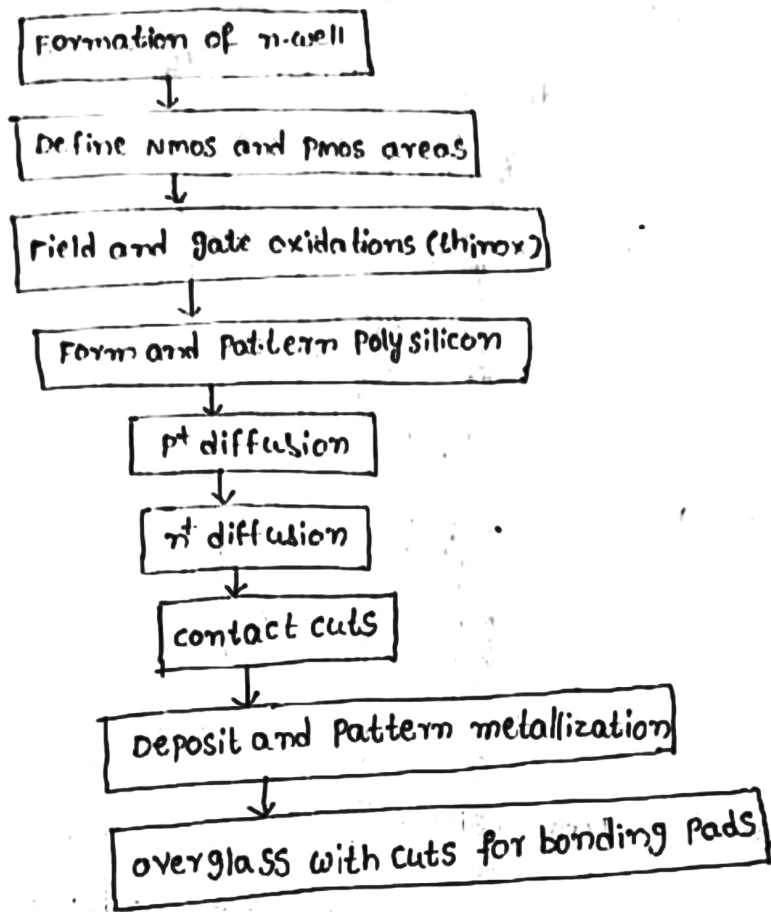 Formation of n-well
Define NMOS and PMOS areas
Field and gate oxidations (thinox)
Form and Pattern Polysilicon
p+ diffusion
n+ diffusion
contact cuts
Deposit and Pattern metallization
overglass with cuts for bonding Pads